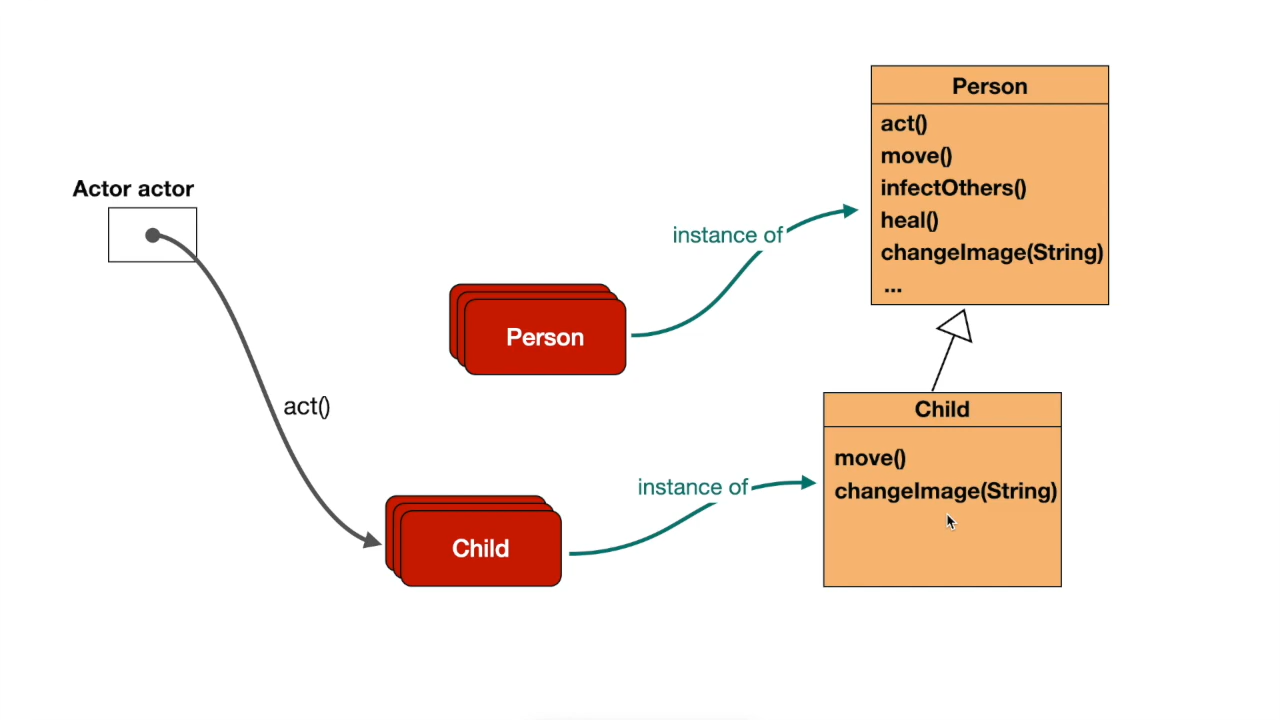 Actor actor
act()
Person
instance of
Person
act()
move()
infectOthers()
heal()
changeImage(String)
...
Child
instance of
Child
move()
changeImage(String)